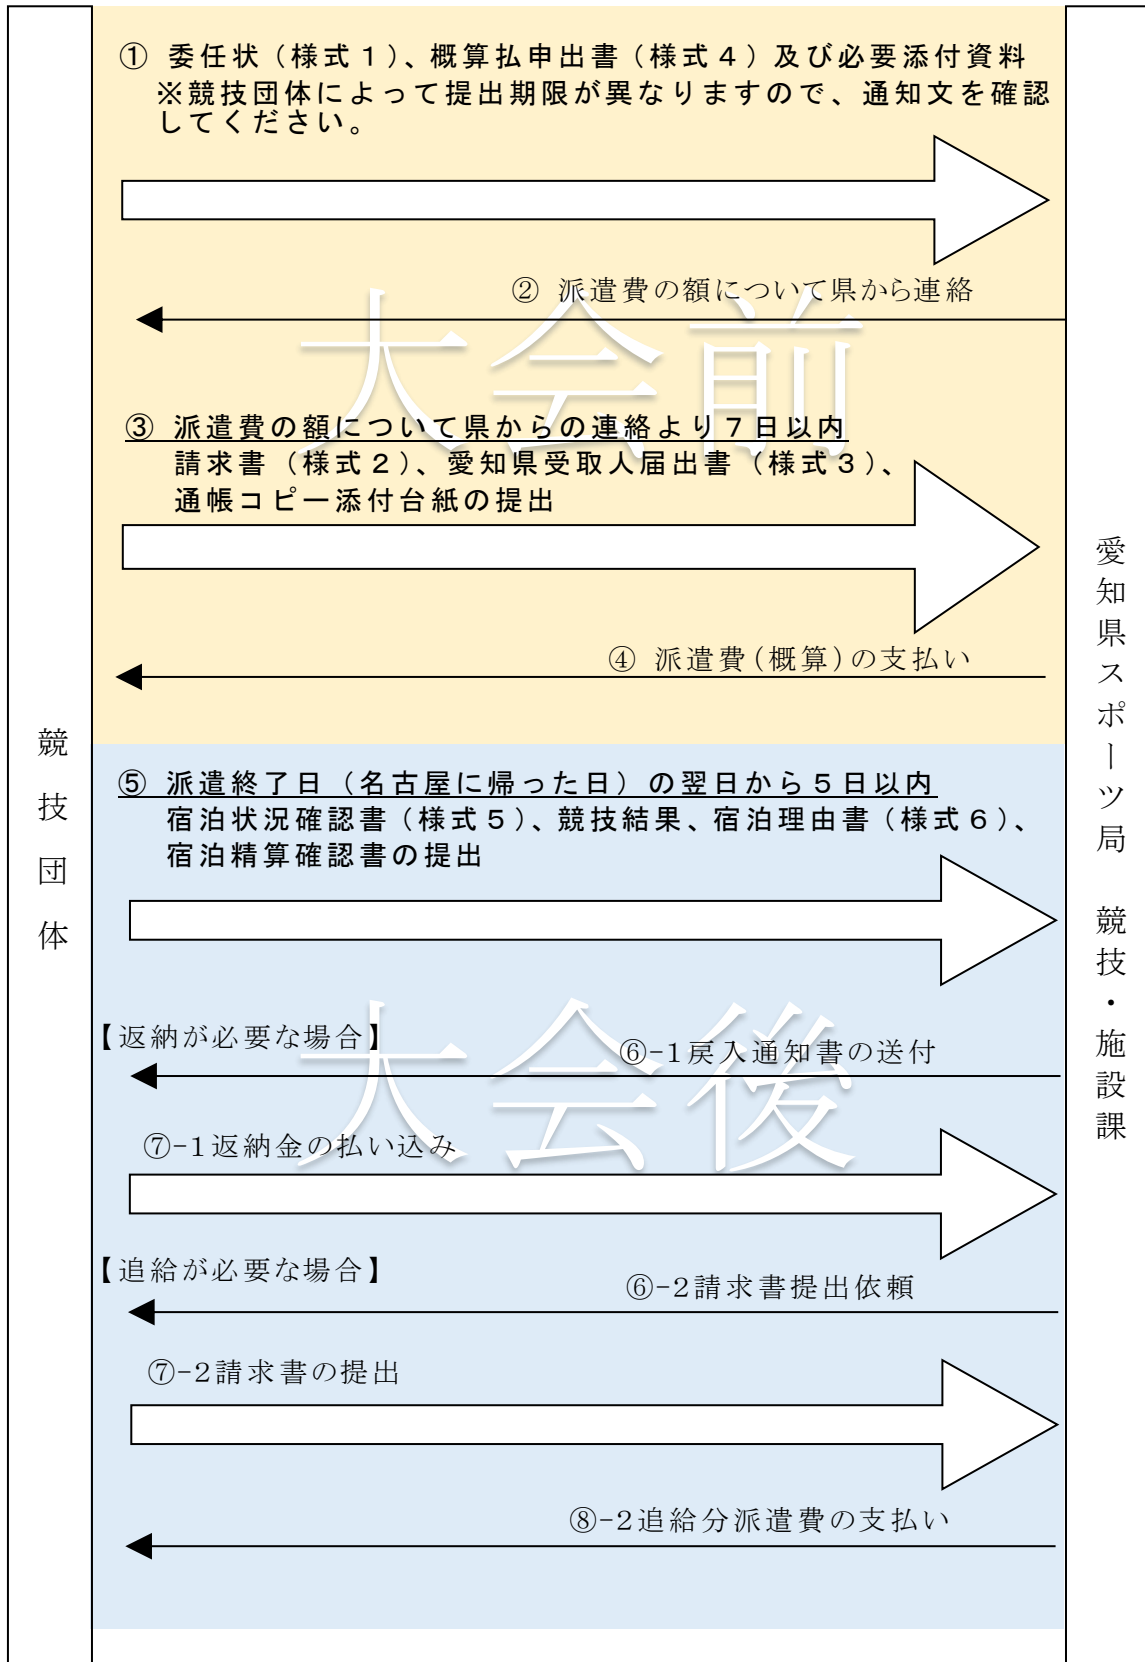 ① 委任状（様式１）、概算払申出書（様式４）及び必要添付資料
※競技団体によって提出期限が異なりますので、通知文を確認
してください。
② 派遣費の額について県から連絡
大会前
③ 派遣費の額について県からの連絡より７日以内
請求書（様式２）、愛知県受取人届出書（様式３）、
通帳コピー添付台紙の提出
④ 派遣費（概算）の支払い
競技団体
愛知県スポーツ局　競技・施設課
⑤ 派遣終了日（名古屋に帰った日）の翌日から５日以内
宿泊状況確認書（様式５）、競技結果、宿泊理由書（様式６）、
宿泊精算確認書の提出
大会後
【返納が必要な場合】
⑥-1戻入通知書の送付
⑦-1返納金の払い込み
【追給が必要な場合】
⑥-2請求書提出依頼
⑦-2請求書の提出
⑧-2追給分派遣費の支払い